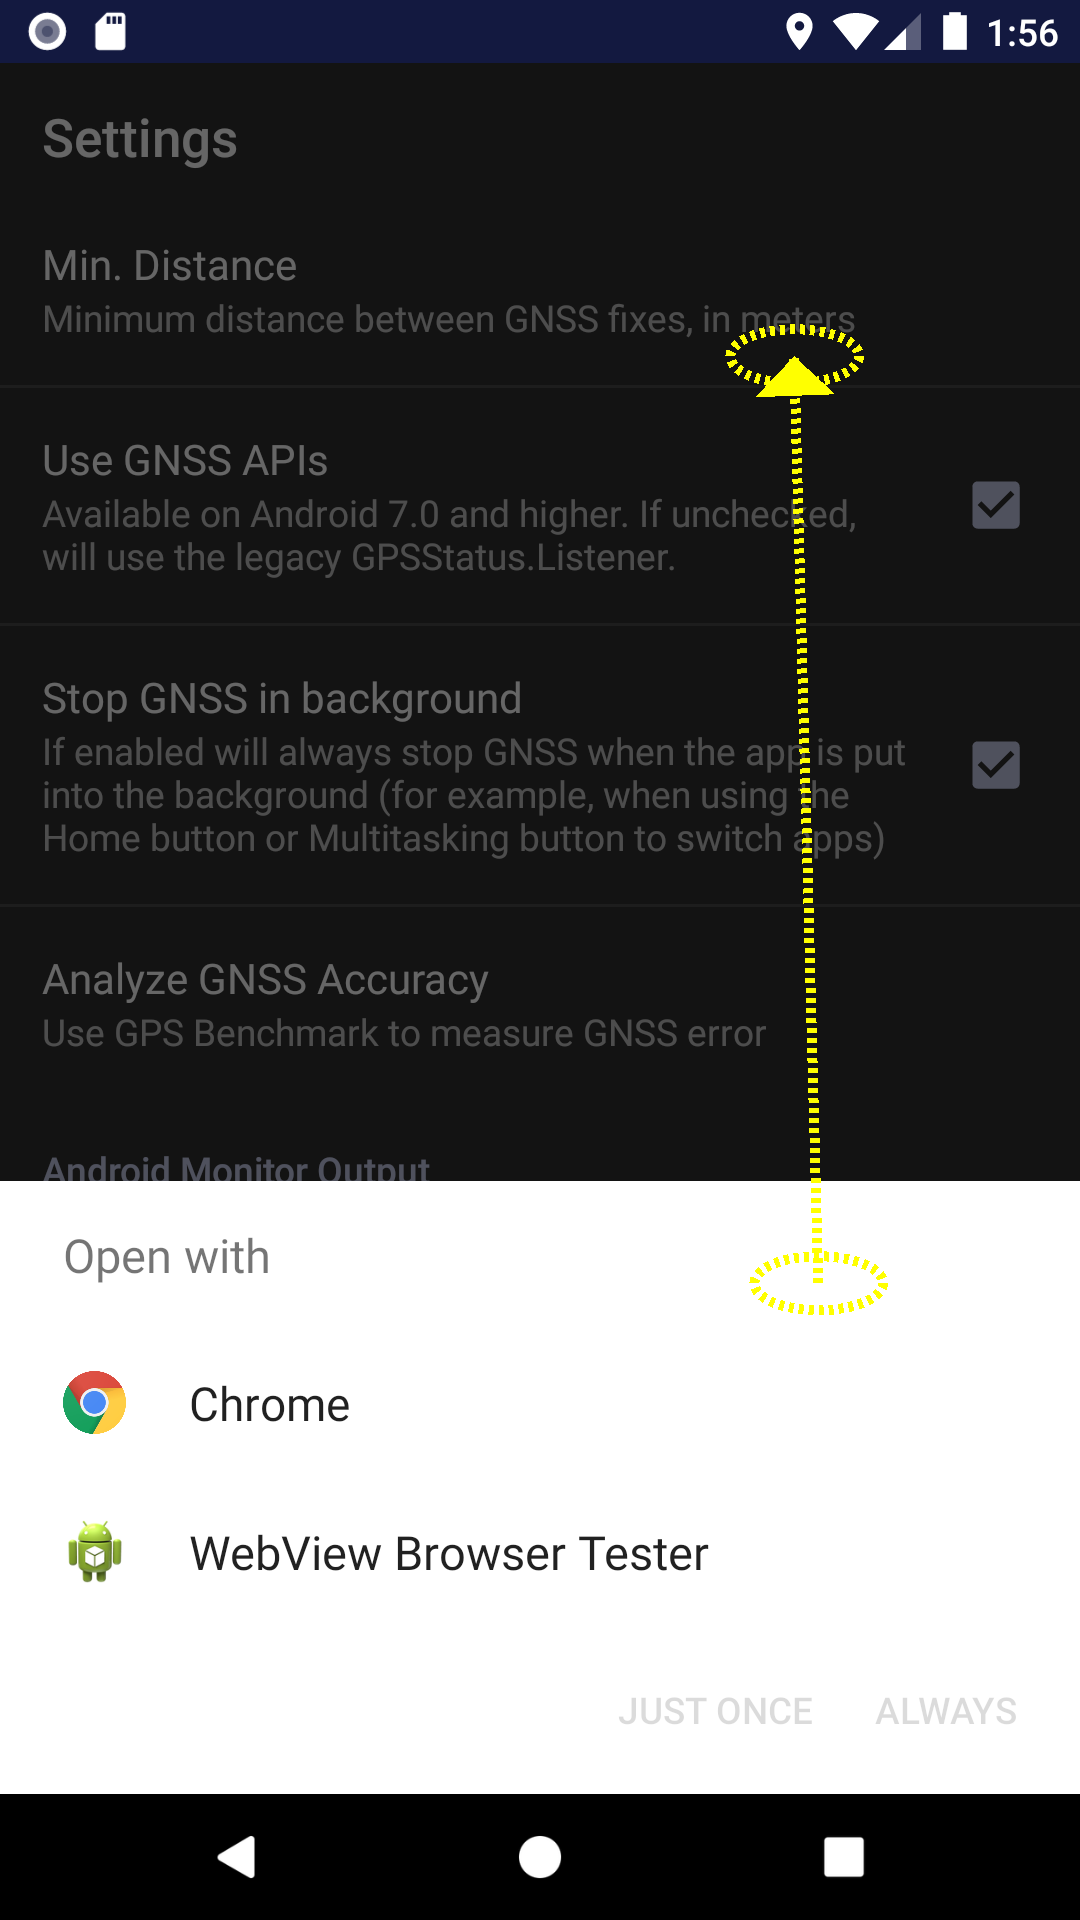 1:56
Settings
Min. Distance
Minimum distance between GNSS fixes, in meters
Use GNSS APIs
Available on Android 7.0 and higher. If unchecked,
will use the legacy GPSStatus.Listener.
Stop GNSS in background
If enabled will always stop GNSS when the app is put
into the background (for example, when using the
Home button or Multitasking button to switch apps)
Analyze GNSS Accuracy
Use GPS Benchmark to measure GNSS error
Android Monitor Output
Open with
Chrome
WebView Browser Tester
JUST ONCE
ALWAYS